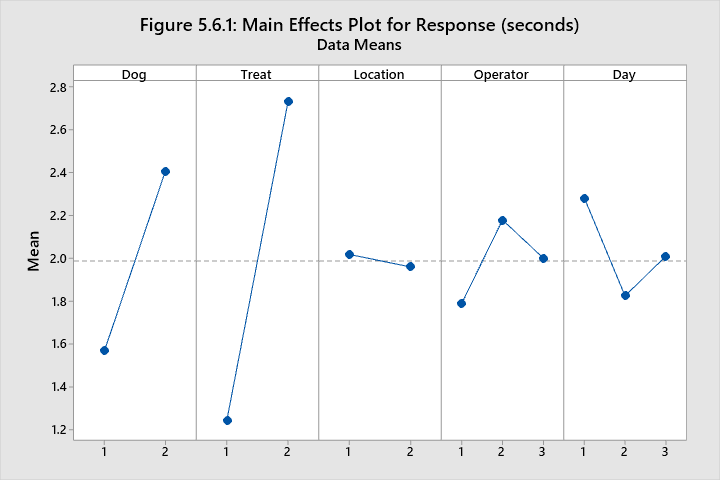 Figure 5.6.1: Main Effects Plot for Response (seconds)
Data Means
Dog Treat Location Operator Day
2.8
2.6
2.4
2.2
2.0
1.8
1.6
1.4
1.2
Mean
1 2 1 2 1 2 1 2 3 1 2 3